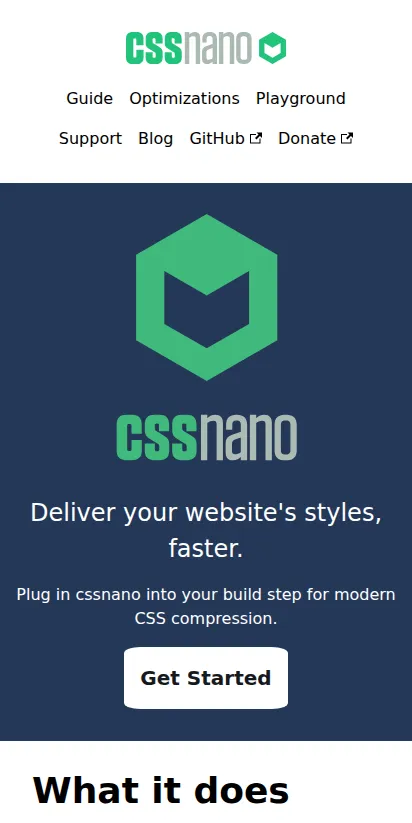 cssnano
Guide Optimizations Playground
Support Blog GitHub Donate
cssnano
Deliver your website's styles,
faster.
Plug in cssnano into your build step for modern
CSS compression.
Get Started
What it does